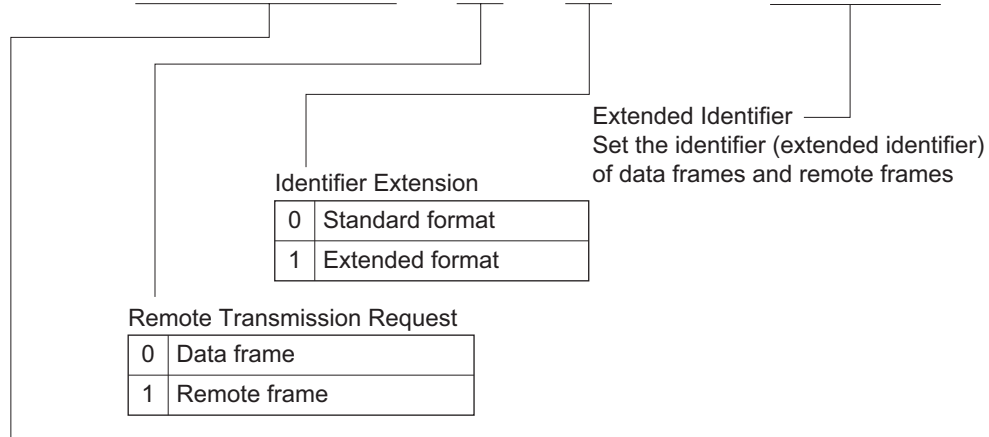 Extended Identifier
Set the identifier (extended identifier)
of data frames and remote frames
Identifier Extension
0 Standard format
1 Extended format
Remote Transmission Request
0 Data frame
1 Remote frame